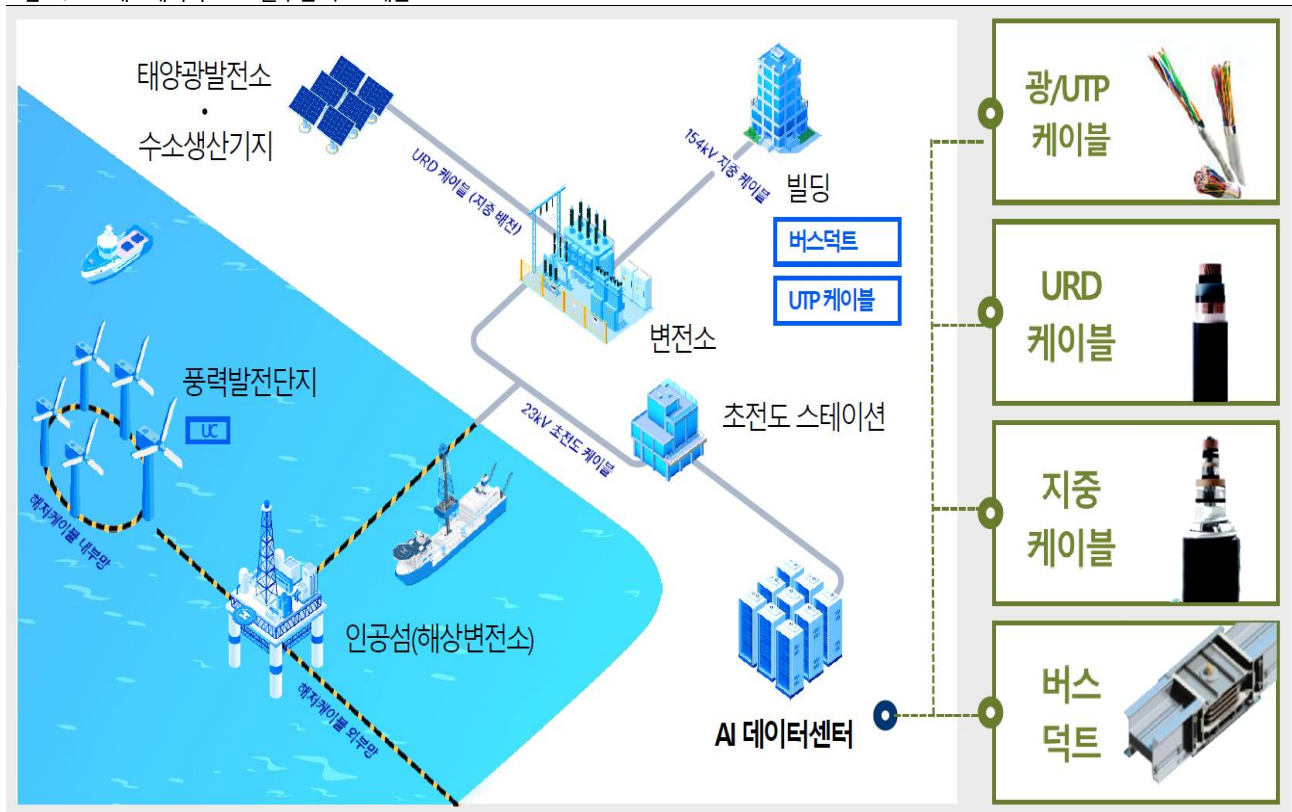 태양광발전소
·
수소생산기지
URD 케이블 (지중 배전)
154kV 지중 케이블
빌딩
버스덕트
UTP 케이블
변전소
풍력발전단지
UC
해저케이블 내부망
23kV 초전도 케이블
초전도 스테이션
인공섬(해상변전소)
해저케이블 외부망
AI 데이터센터
광/UTP
케이블
URD
케이블
지중
케이블
버스
덕트